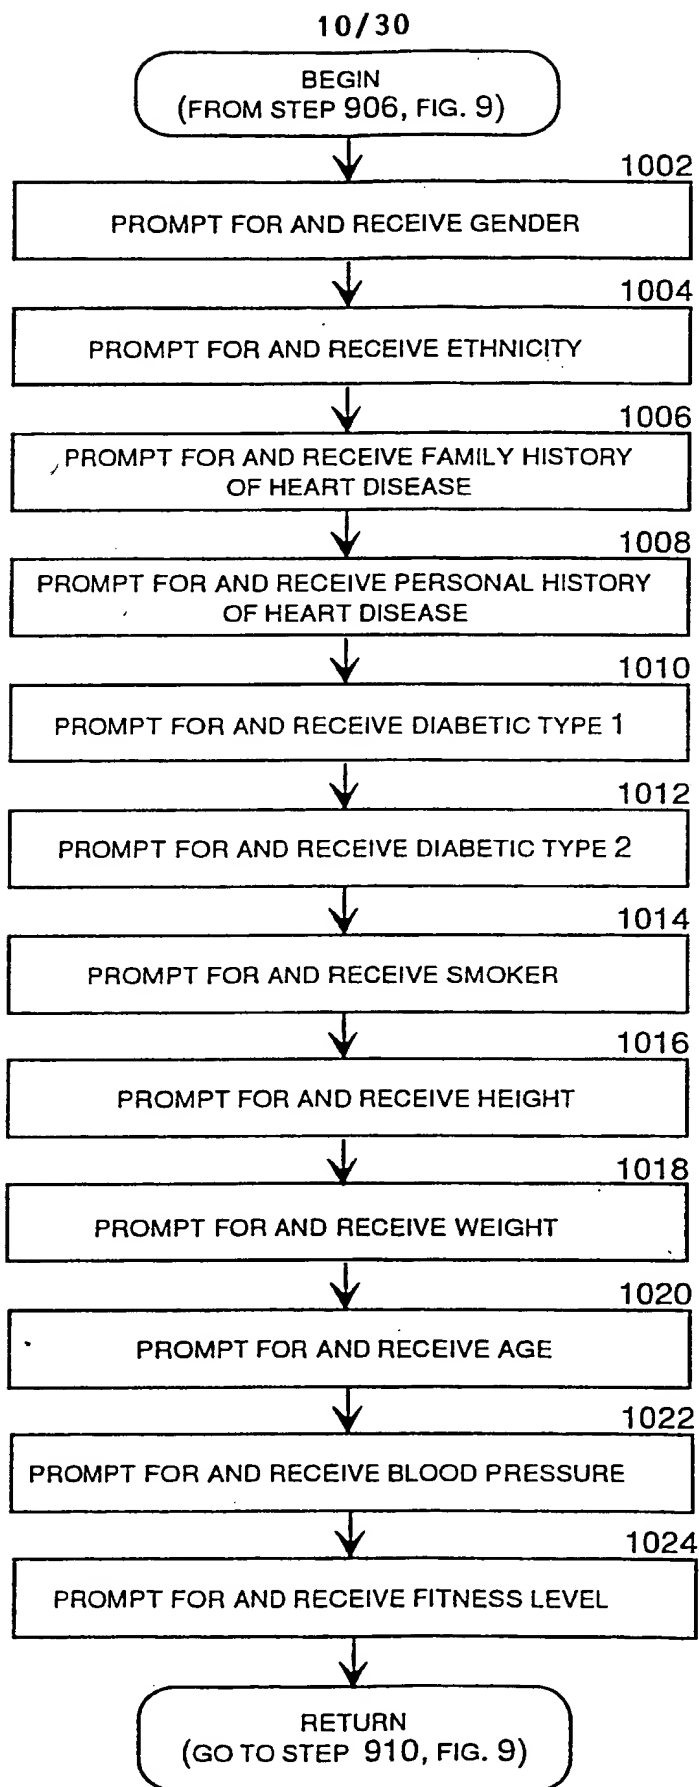 10/30
BEGIN
(FROM STEP 906, FIG. 9)
1002
PROMPT FOR AND RECEIVE GENDER
1004
PROMPT FOR AND RECEIVE ETHNICITY
1006
PROMPT FOR AND RECEIVE FAMILY HISTORY
OF HEART DISEASE
1008
PROMPT FOR AND RECEIVE PERSONAL HISTORY
OF HEART DISEASE
1010
PROMPT FOR AND RECEIVE DIABETIC TYPE 1
1012
PROMPT FOR AND RECEIVE DIABETIC TYPE 2
1014
PROMPT FOR AND RECEIVE SMOKER
1016
PROMPT FOR AND RECEIVE HEIGHT
1018
PROMPT FOR AND RECEIVE WEIGHT
1020
PROMPT FOR AND RECEIVE AGE
1022
PROMPT FOR AND RECEIVE BLOOD PRESSURE
1024
PROMPT FOR AND RECEIVE FITNESS LEVEL
RETURN
(GO TO STEP 910, FIG. 9)